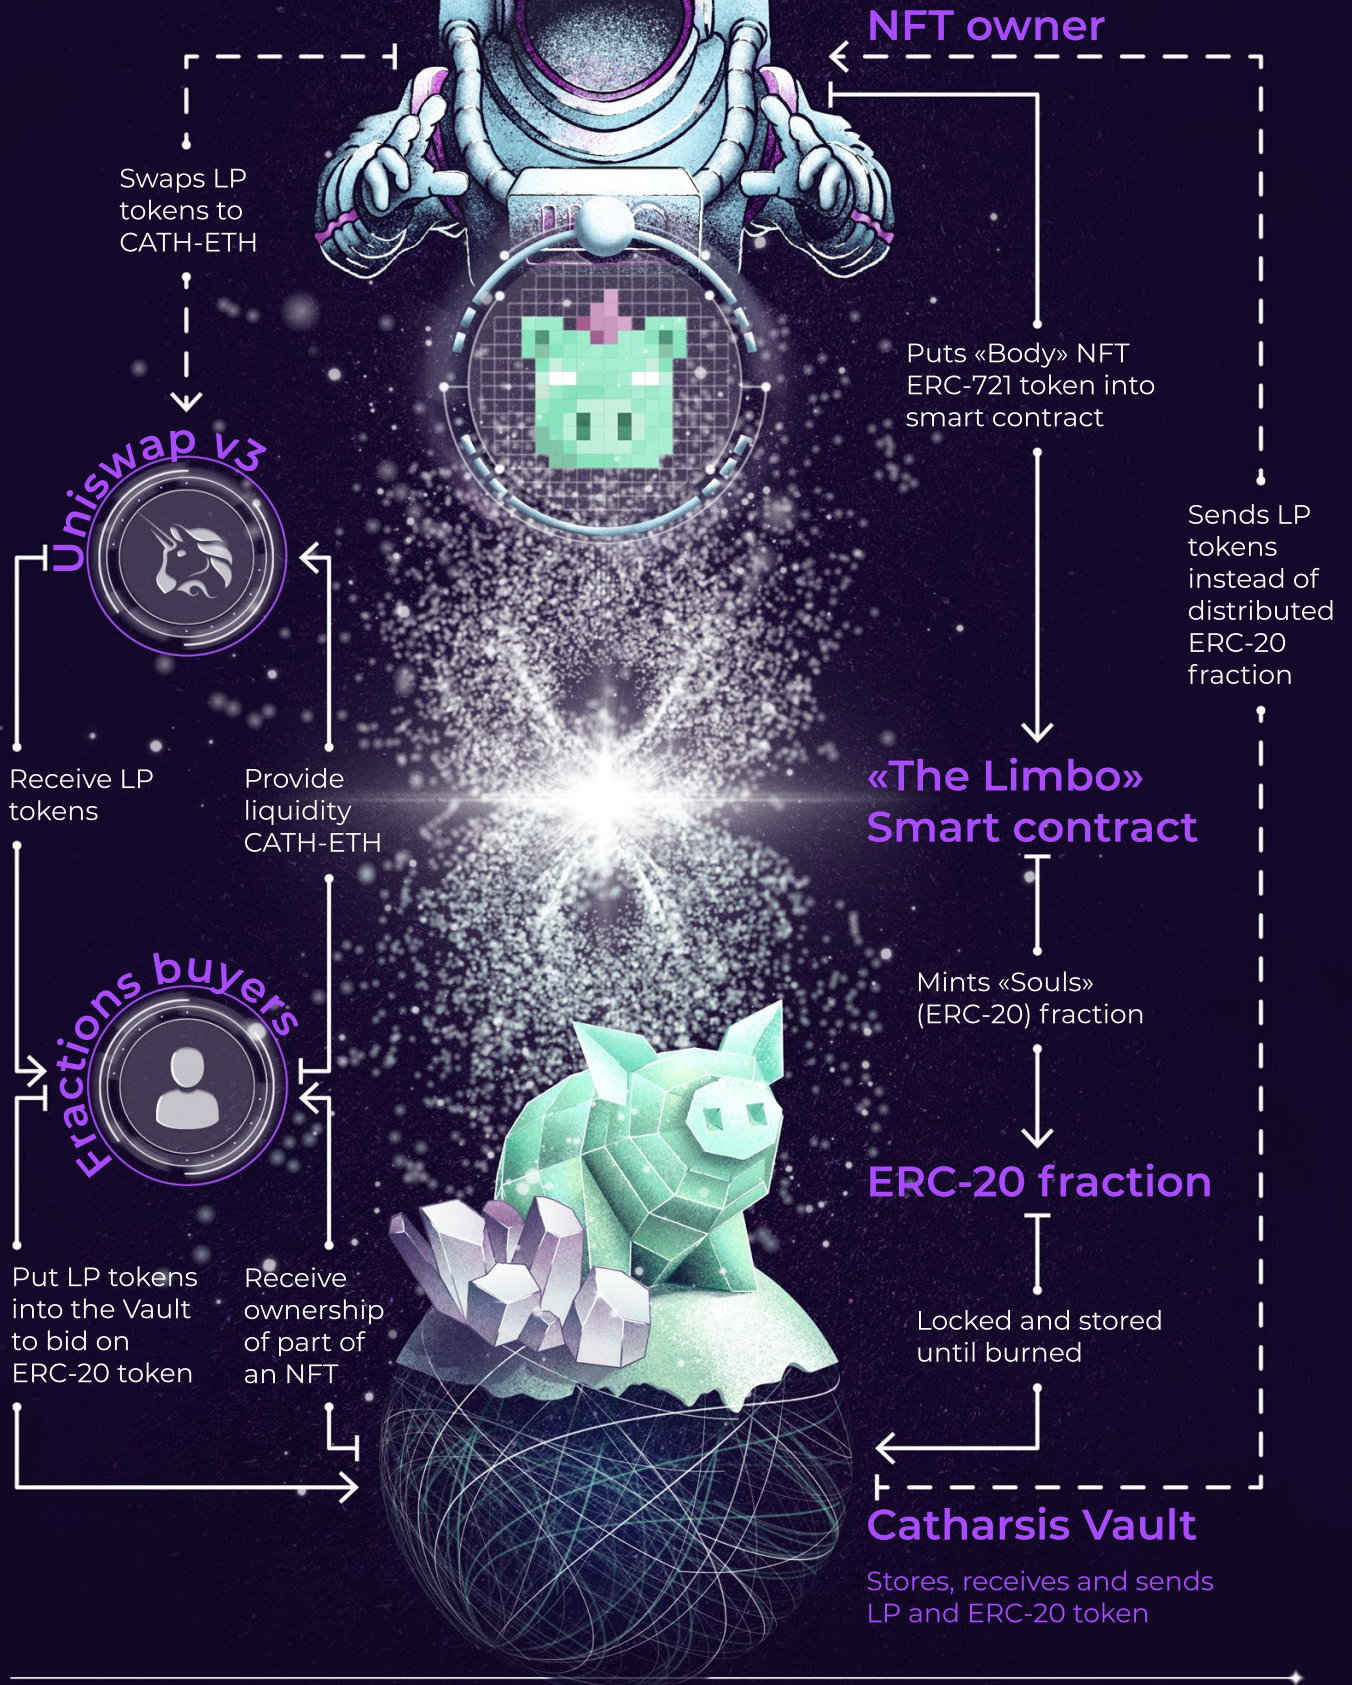 NFT owner
Swaps LP
tokens to
CATH-ETH
Puts «Body» NFT
ERC-721 token into
smart contract
Uniswap v3
Sends LP
tokens
instead of
distributed
ERC-20
fraction
Receive LP
tokens
Provide
liquidity
CATH-ETH
«The Limbo»
Smart contract
Fractions buyers
Mints «Souls»
(ERC-20) fraction
ERC-20 fraction
Put LP tokens
into the Vault
to bid on
ERC-20 token
Receive
ownership
of part of
an NFT
Locked and stored
until burned
Catharsis Vault
Stores, receives and sends
LP and ERC-20 token